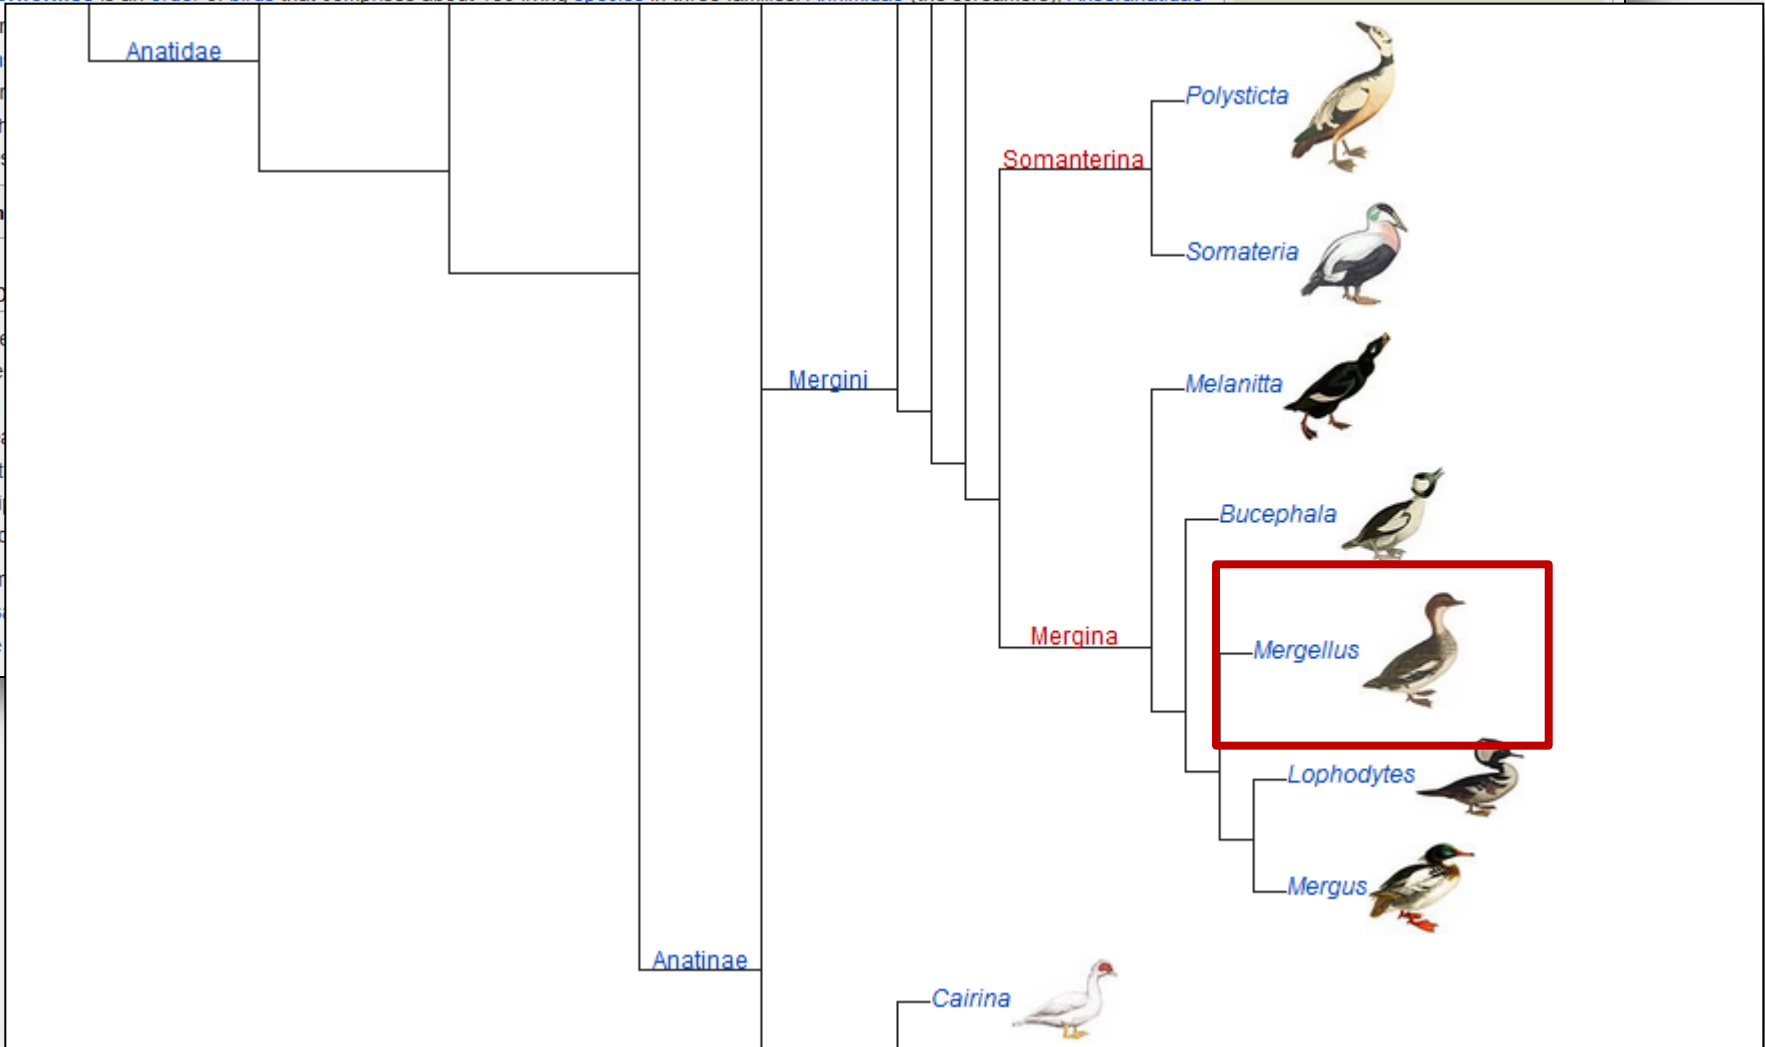 Anatidae
Polysticta
Somanterina
Somateria
Mergini
Melanitta
Bucephala
Mergina
Mergellus
Lophodytes
Mergus
Anatinae
Cairina